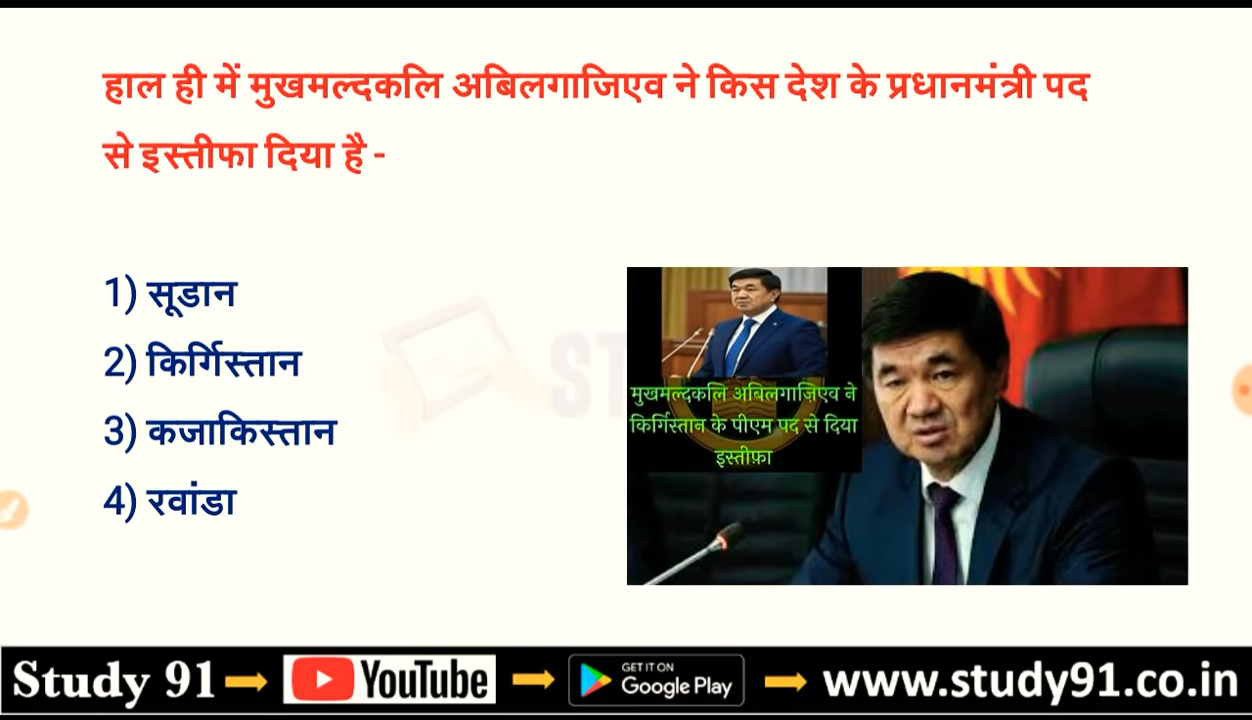 हाल ही में मुखमल्दकलि अबिलगाजिएव ने किस देश के प्रधानमंत्री पद
से इस्तीफा दिया है -
1) सूडान
2) किर्गिस्तान
3) कजाकिस्तान
4) रवांडा
मुखमल्दकलि अबिलगाज़िएव ने
किर्गिस्तान के पीएम पद से दिया
इस्तीफ़ा
Study 91 YouTube GET IT ON Google Play www.study91.co.in